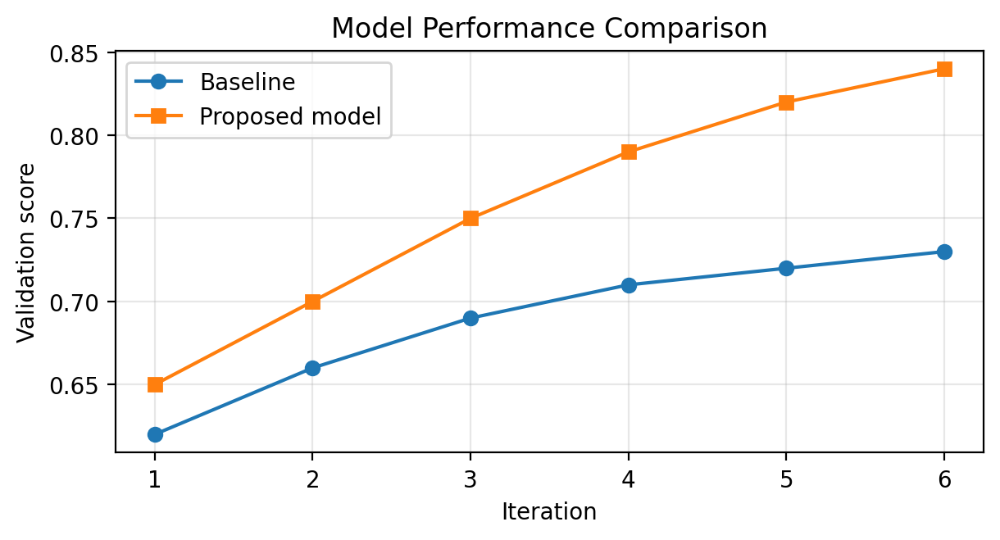 Model Performance Comparison
Baseline
Proposed model
Validation score
0.85
0.80
0.75
0.70
0.65
1 2 3 4 5 6
Iteration